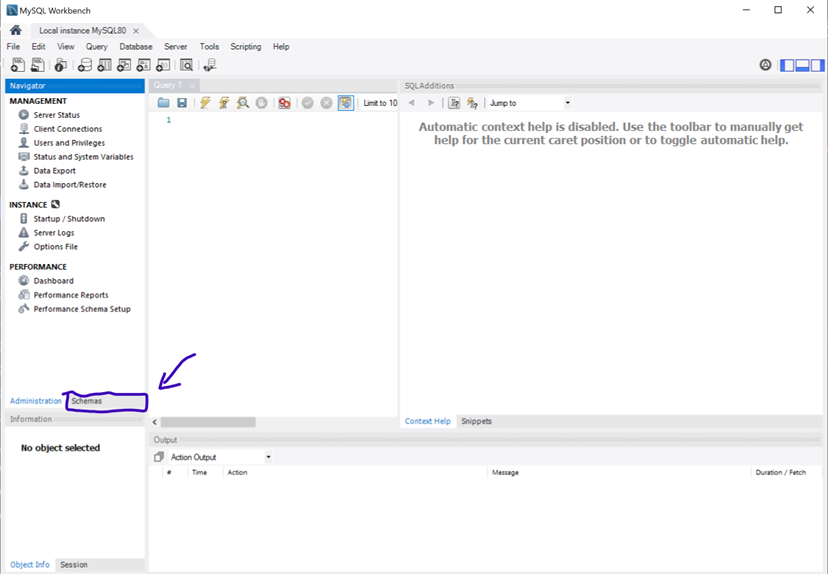 MySQL Workbench
Local instance MySQL80
File Edit View Query Database Server Tools Scripting Help
Navigator
MANAGEMENT
Server Status
Client Connections
Users and Privileges
Status and System Variables
Data Export
Data Import/Restore
INSTANCE
Startup / Shutdown
Server Logs
Options File
PERFORMANCE
Dashboard
Performance Reports
Performance Schema Setup
Administration Schemas
Information
No object selected
Object Info Session
Query 1
Limit to 10
1
SQLAdditions
Jump to
Automatic context help is disabled. Use the toolbar to manually get
help for the current caret position or to toggle automatic help.
Context Help Snippets
Output
Action Output
# Time Action Message Duration / Fetch